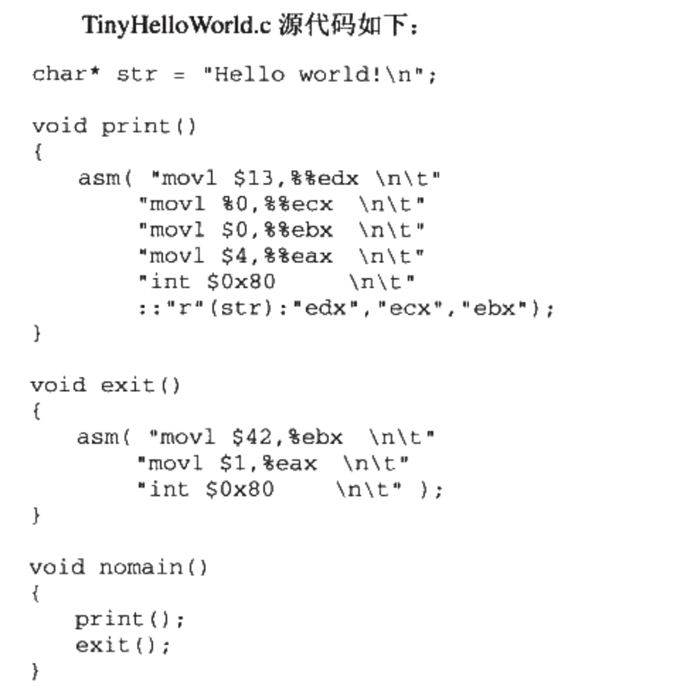 TinyHelloWorld.c 源代码如下：
char* str = "Hello world!\n";
void print()
{
asm( "movl $13,%%edx \n\t"
"movl %0,%%ecx \n\t"
"movl $0,%%ebx \n\t"
"movl $4,%%eax \n\t"
"int $0x80 \n\t"
::"r"(str):"edx","ecx","ebx");
}
void exit()
{
asm( "movl $42,%ebx \n\t"
"movl $1,%eax \n\t"
"int $0x80 \n\t" );
}
void nomain()
{
print();
exit();
}